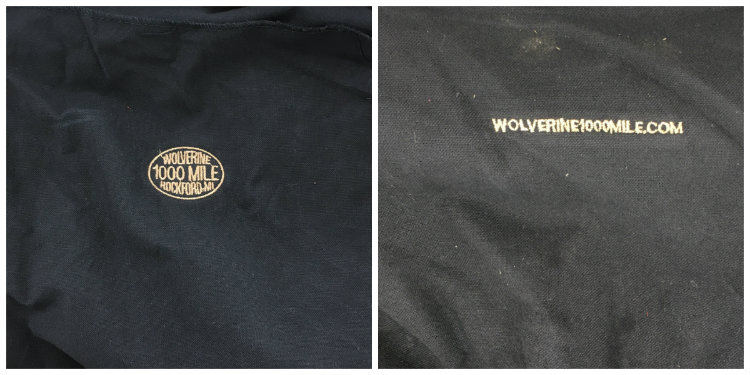 WOLVERINE
1000 MILE
ROCKFORD-MI
WOLVERINE1000MILE.COM